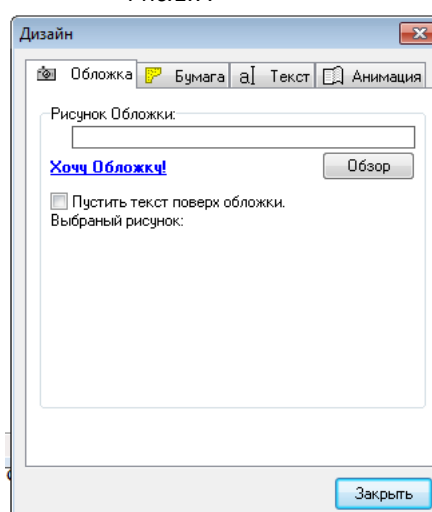 Дизайн
Обложка Бумага Текст Анимация
Рисунок Обложки:
Хочу Обложку!
Обзор
Пустить текст поверх обложки.
Выбраный рисунок:
Закрыть